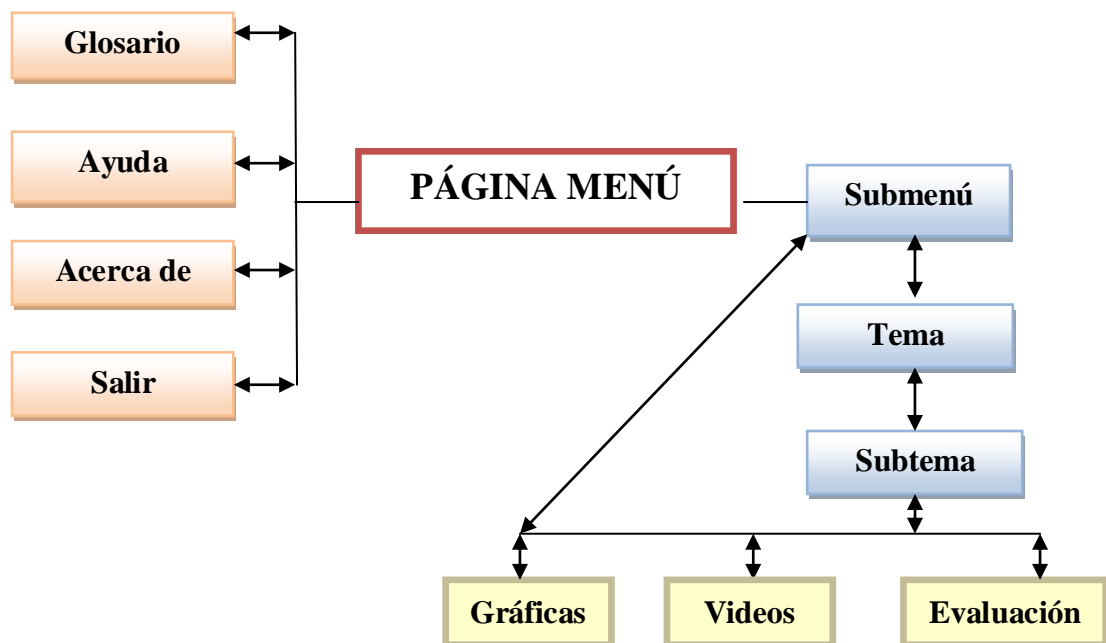 Glosario
Ayuda
Acerca de
Salir
PÁGINA MENÚ
Submenú
Tema
Subtema
Gráficas
Videos
Evaluación